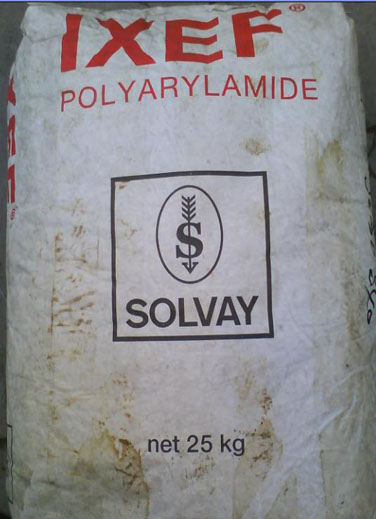 IXEF®
POLYARYLAMIDE
S
SOLVAY
net 25 kg